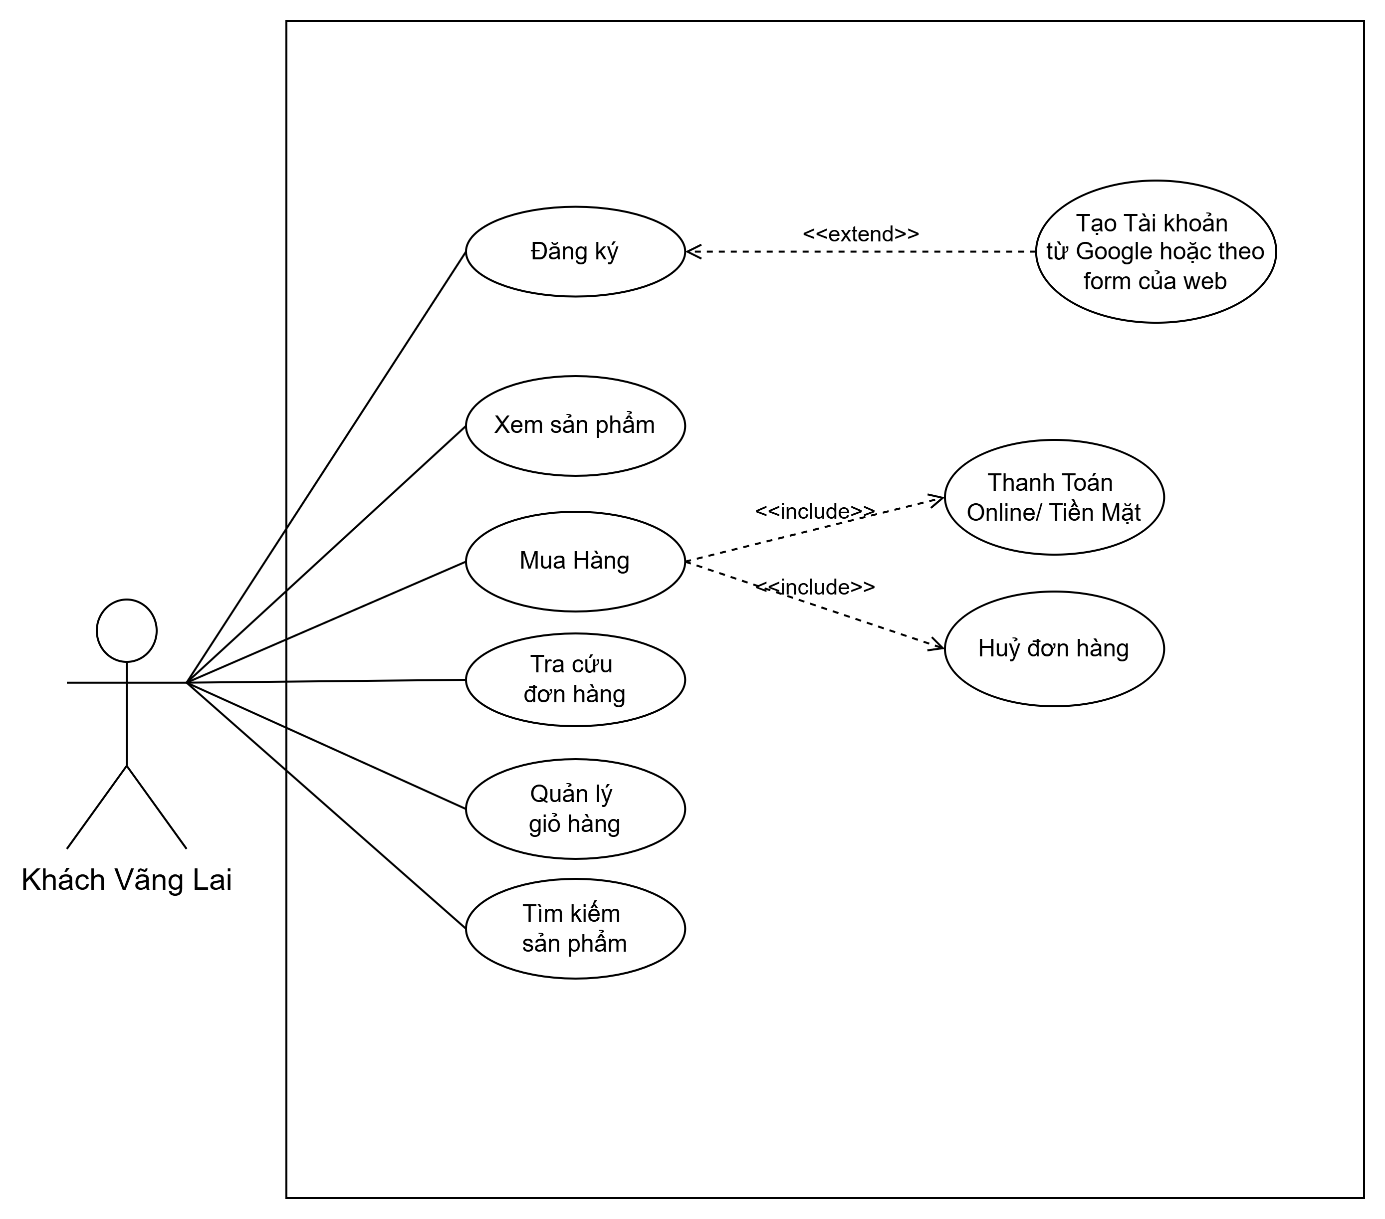 Đăng ký
<<extend>>
Tạo Tài khoản
từ Google hoặc theo
form của web
Xem sản phẩm
Mua Hàng
<<include>>
Thanh Toán
Online/ Tiền Mặt
<<include>>
Huỷ đơn hàng
Tra cứu
đơn hàng
Quản lý
giỏ hàng
Khách Vãng Lai
Tìm kiếm
sản phẩm